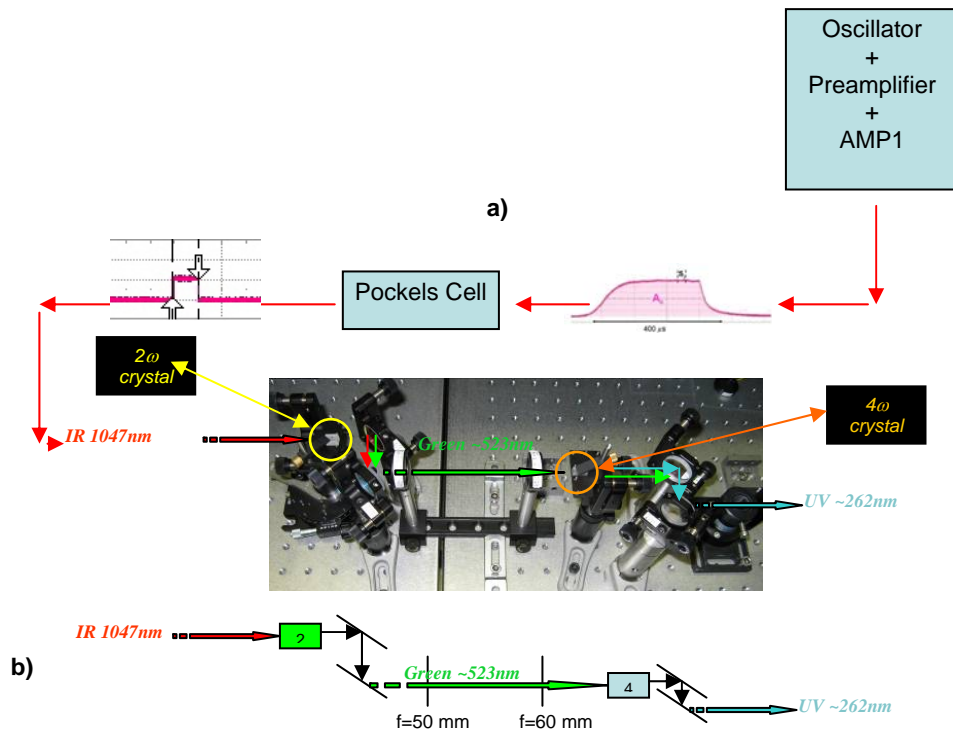 Oscillator
+
Preamplifier
+
AMP1
a)
Pockels Cell
400 µs
2ω
crystal
4ω
crystal
IR 1047nm
Green ~523nm
UV ~262nm
IR 1047nm
2
b)
Green ~523nm
4
f=50 mm
f=60 mm
UV ~262nm